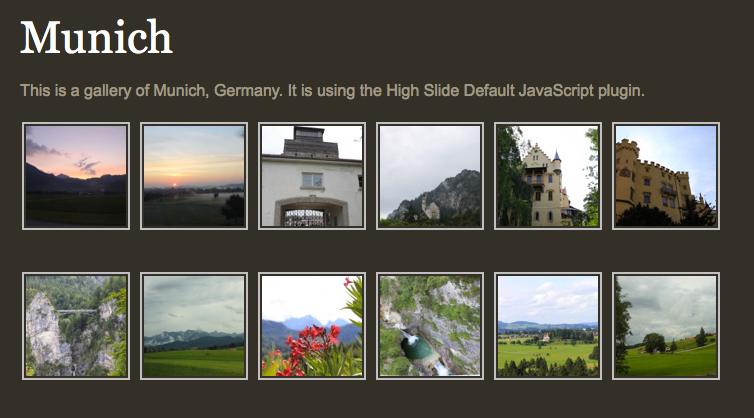 Munich
This is a gallery of Munich, Germany. It is using the High Slide Default JavaScript plugin.